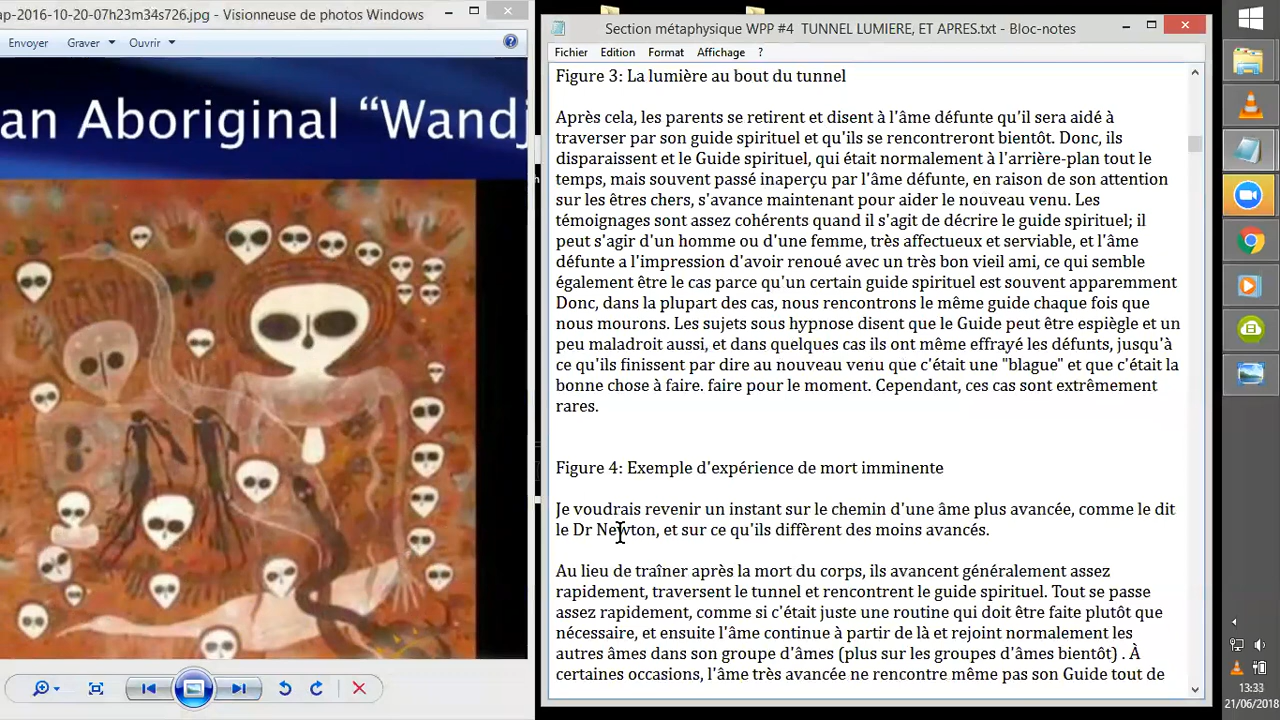 ap-2016-10-20-07h23m34s726.jpg - Visionneuse de photos Windows
Envoyer Graver Ouvrir
an Aboriginal “Wandj
Section métaphysique WPP #4 TUNNEL LUMIERE, ET APRES.txt - Bloc-notes
Fichier Edition Format Affichage ?
Figure 3: La lumière au bout du tunnel
Après cela, les parents se retirent et disent à l'âme défunte qu'il sera aidé à
traverser par son guide spirituel et qu'ils se rencontreront bientôt. Donc, ils
disparaissent et le Guide spirituel, qui était normalement à l'arrière-plan tout le
temps, mais souvent passé inaperçu par l'âme défunte, en raison de son attention
sur les êtres chers, s'avance maintenant pour aider le nouveau venu. Les
témoignages sont assez cohérents quand il s'agit de décrire le guide spirituel; il
peut s'agir d'un homme ou d'une femme, très affectueux et serviable, et l'âme
défunte a l'impression d'avoir renoué avec un très bon vieil ami, ce qui semble
également être le cas parce qu'un certain guide spirituel est souvent apparemment
Donc, dans la plupart des cas, nous rencontrons le même guide chaque fois que
nous mourons. Les sujets sous hypnose disent que le Guide peut être espiègle et un
peu maladroit aussi, et dans quelques cas ils ont même effrayé les défunts, jusqu'à
ce qu'ils finissent par dire au nouveau venu que c'était une "blague" et que c'était la
bonne chose à faire. faire pour le moment. Cependant, ces cas sont extrêmement
rares.
Figure 4: Exemple d'expérience de mort imminente
Je voudrais revenir un instant sur le chemin d'une âme plus avancée, comme le dit
le Dr Newton, et sur ce qu'ils diffèrent des moins avancés.
Au lieu de traîner après la mort du corps, ils avancent généralement assez
rapidement, traversent le tunnel et rencontrent le guide spirituel. Tout se passe
assez rapidement, comme si c'était juste une routine qui doit être faite plutôt que
nécessaire, et ensuite l'âme continue à partir de là et rejoint normalement les
autres âmes dans son groupe d'âmes (plus sur les groupes d'âmes bientôt) . À
certaines occasions, l'âme très avancée ne rencontre même pas son Guide tout de
13:33
21/06/2018